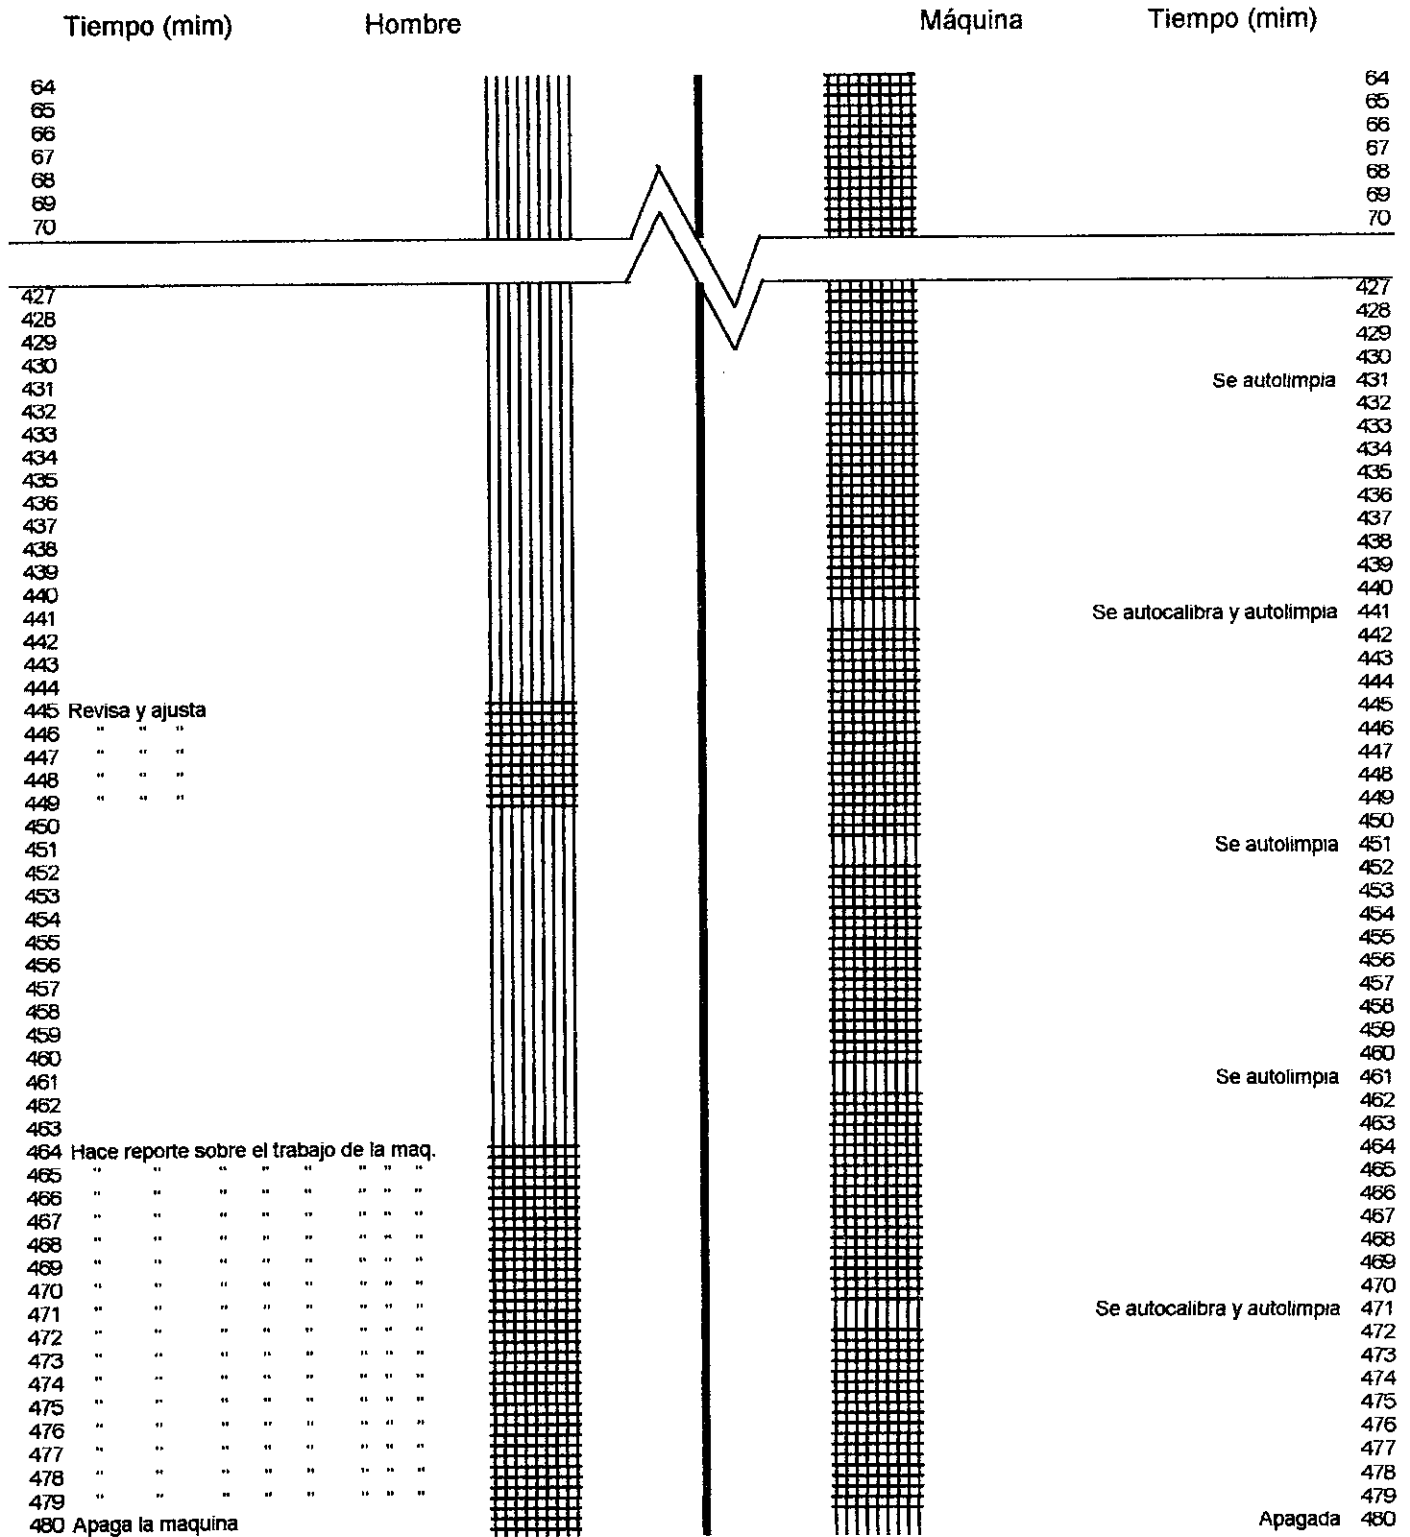 Tiempo (mim) Hombre Máquina Tiempo (mim)
64 64
65 65
66 66
67 67
68 68
69 69
70 70
427 427
428 428
429 429
430 430
431 Se autolimpia 431
432 432
433 433
434 434
435 435
436 436
437 437
438 438
439 439
440 440
441 Se autocalibra y autolimpia 441
442 442
443 443
444 444
445 Revisa y ajusta 445
446 " " " 446
447 " " " 447
448 " " " 448
449 " " " 449
450 450
451 Se autolimpia 451
452 452
453 453
454 454
455 455
456 456
457 457
458 458
459 459
460 460
461 Se autolimpia 461
462 462
463 463
464 Hace reporte sobre el trabajo de la maq. 464
465 " " " " " " " " 465
466 " " " " " " " " 466
467 " " " " " " " " 467
468 " " " " " " " " 468
469 " " " " " " " " 469
470 " " " " " " " " 470
471 " " " " " " " " Se autocalibra y autolimpia 471
472 " " " " " " " " 472
473 " " " " " " " " 473
474 " " " " " " " " 474
475 " " " " " " " " 475
476 " " " " " " " " 476
477 " " " " " " " " 477
478 " " " " " " " " 478
479 " " " " " " " " 479
480 Apaga la maquina Apagada 480